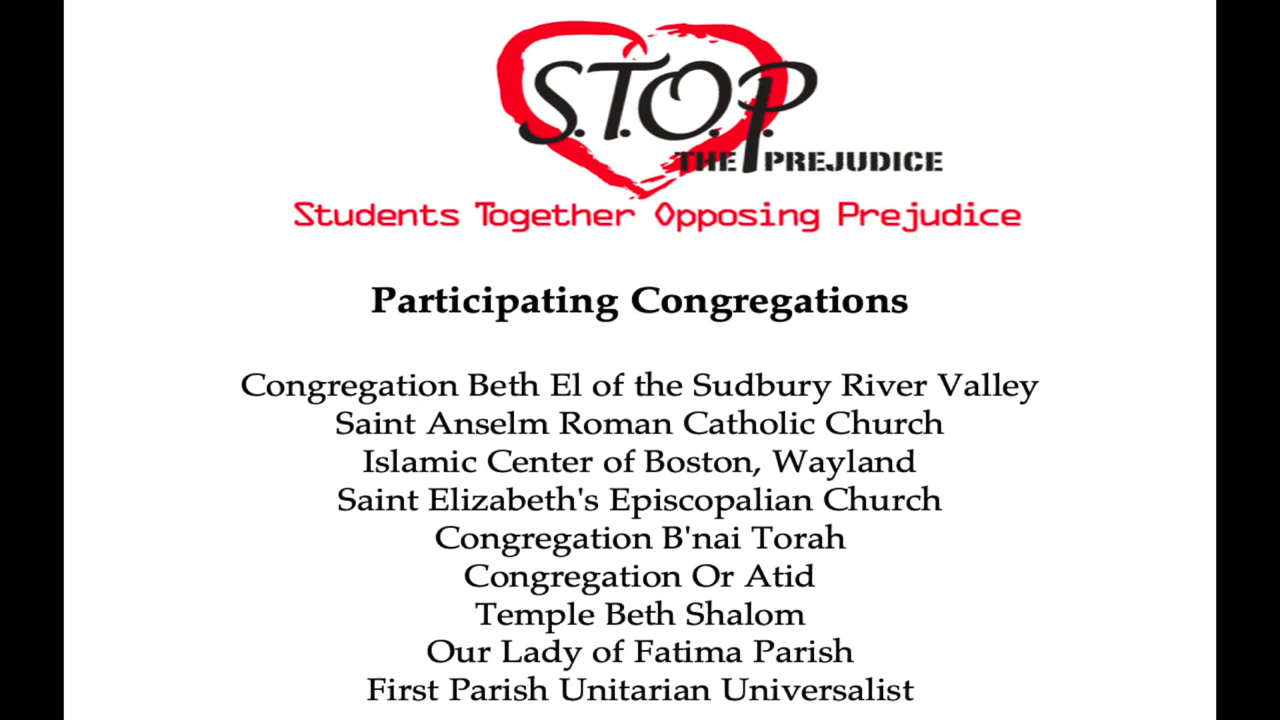 S.T.O.P.
THE PREJUDICE
Students Together Opposing Prejudice
Participating Congregations
Congregation Beth El of the Sudbury River Valley
Saint Anselm Roman Catholic Church
Islamic Center of Boston, Wayland
Saint Elizabeth's Episcopalian Church
Congregation B'nai Torah
Congregation Or Atid
Temple Beth Shalom
Our Lady of Fatima Parish
First Parish Unitarian Universalist